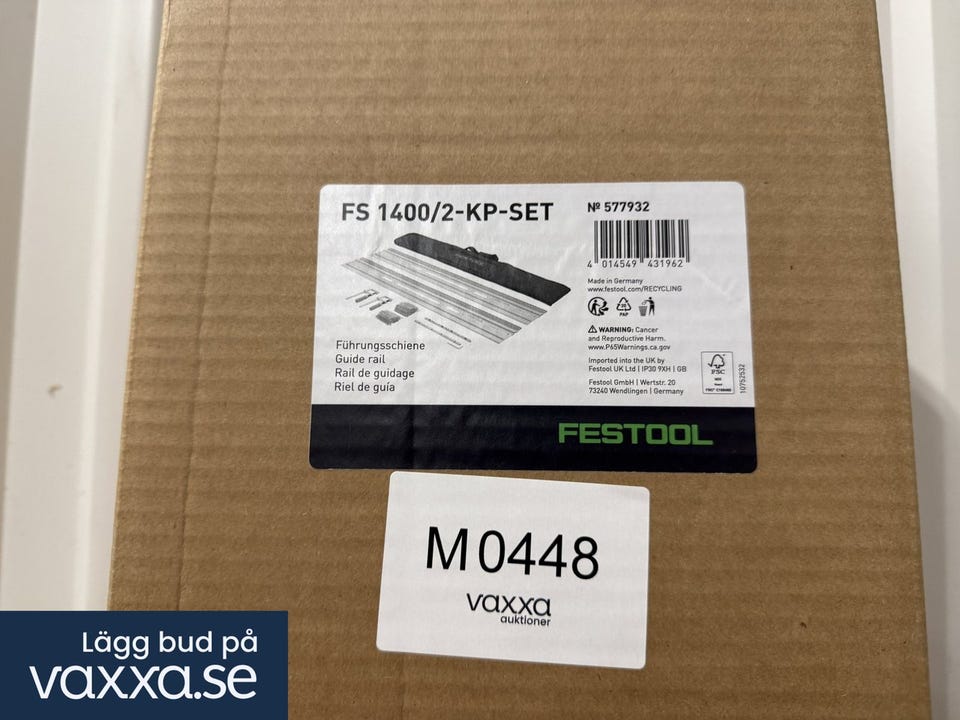 FS 1400/2-KP-SET
Nº 577932
4 014549 431962
Made in Germany
www.festool.com/RECYCLING
PAP
WARNING: Cancer
and Reproductive Harm.
www.P65Warnings.ca.gov
Führungsschiene
Guide rail
Rail de guidage
Riel de guía
Imported into the UK by
Festool UK Ltd | IP30 9XH | GB
Festool GmbH | Wertstr. 20
73240 Wendlingen | Germany
FSC
10752532
FESTOOL
M0448
vaxxa
auktioner
Lägg bud på
vaxxa.se